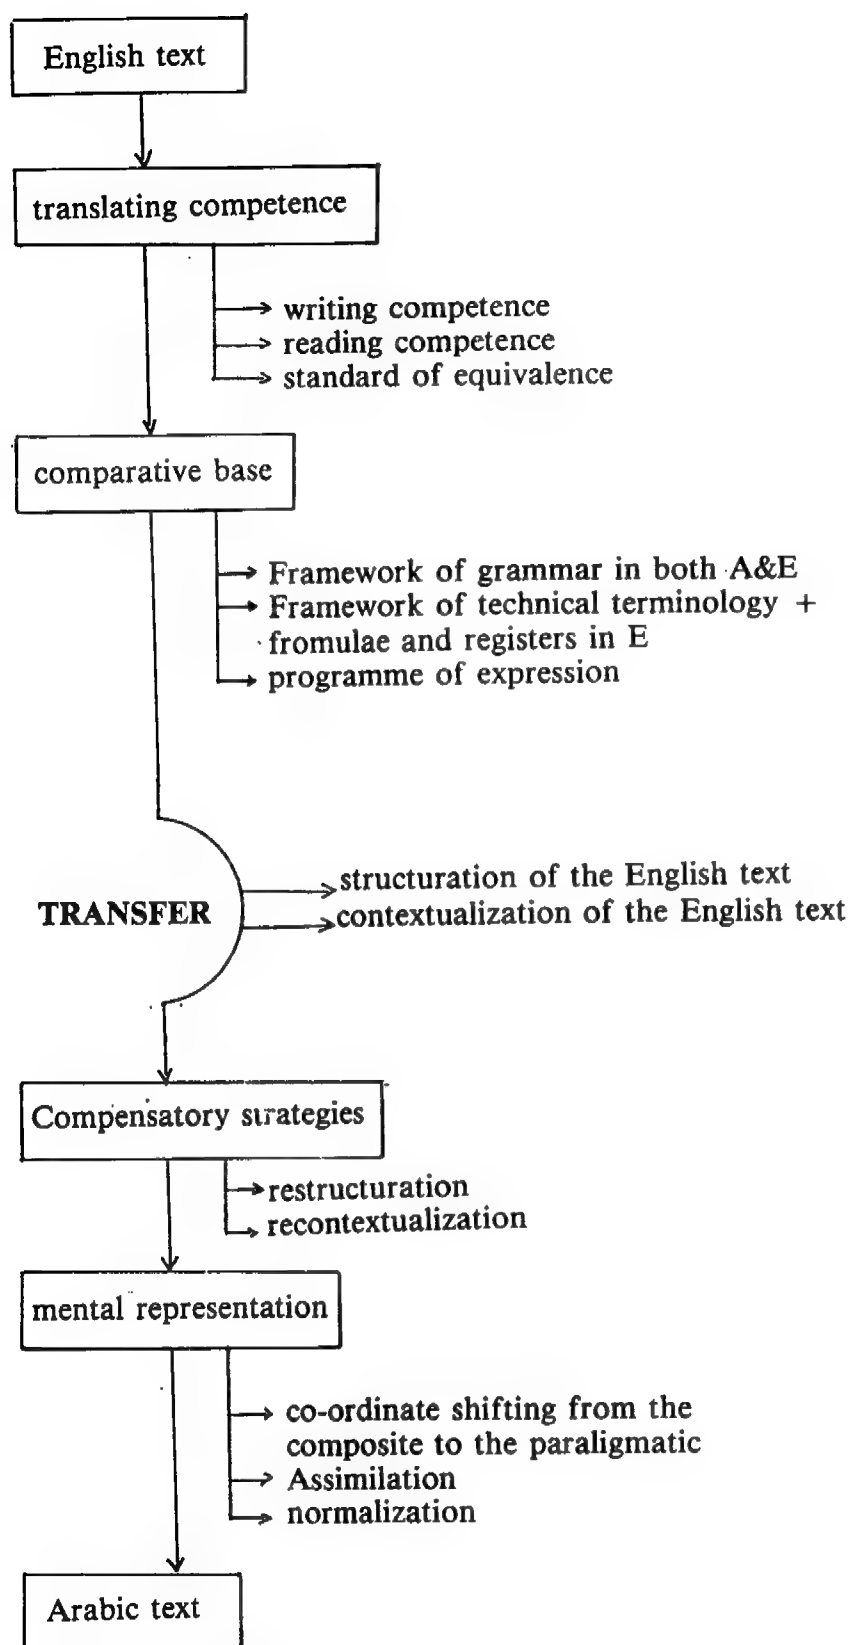 English text
translating competence
writing competence
reading competence
standard of equivalence
comparative base
Framework of grammar in both A&E
Framework of technical terminology +
fromulae and registers in E
programme of expression
structuration of the English text
TRANSFER
contextualization of the English text
Compensatory strategies
restructuration
recontextualization
mental representation
co-ordinate shifting from the
composite to the paraligmatic
Assimilation
normalization
Arabic text